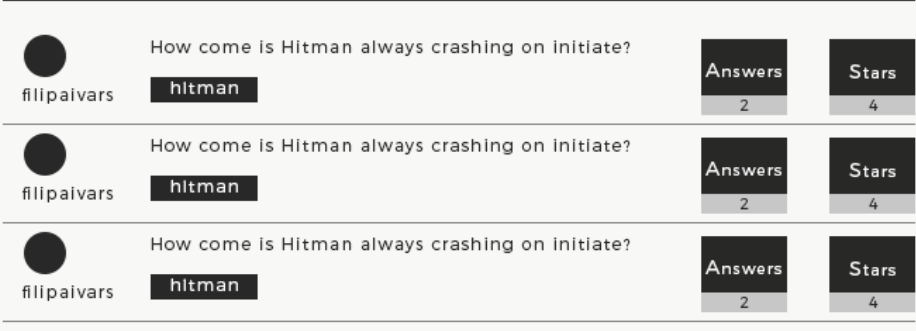 How come is Hitman always crashing on initiate?
filipaivars
hItman
Answers
2
Stars
4
How come is Hitman always crashing on initiate?
filipaivars
hItman
Answers
2
Stars
4
How come is Hitman always crashing on initiate?
filipaivars
hItman
Answers
2
Stars
4